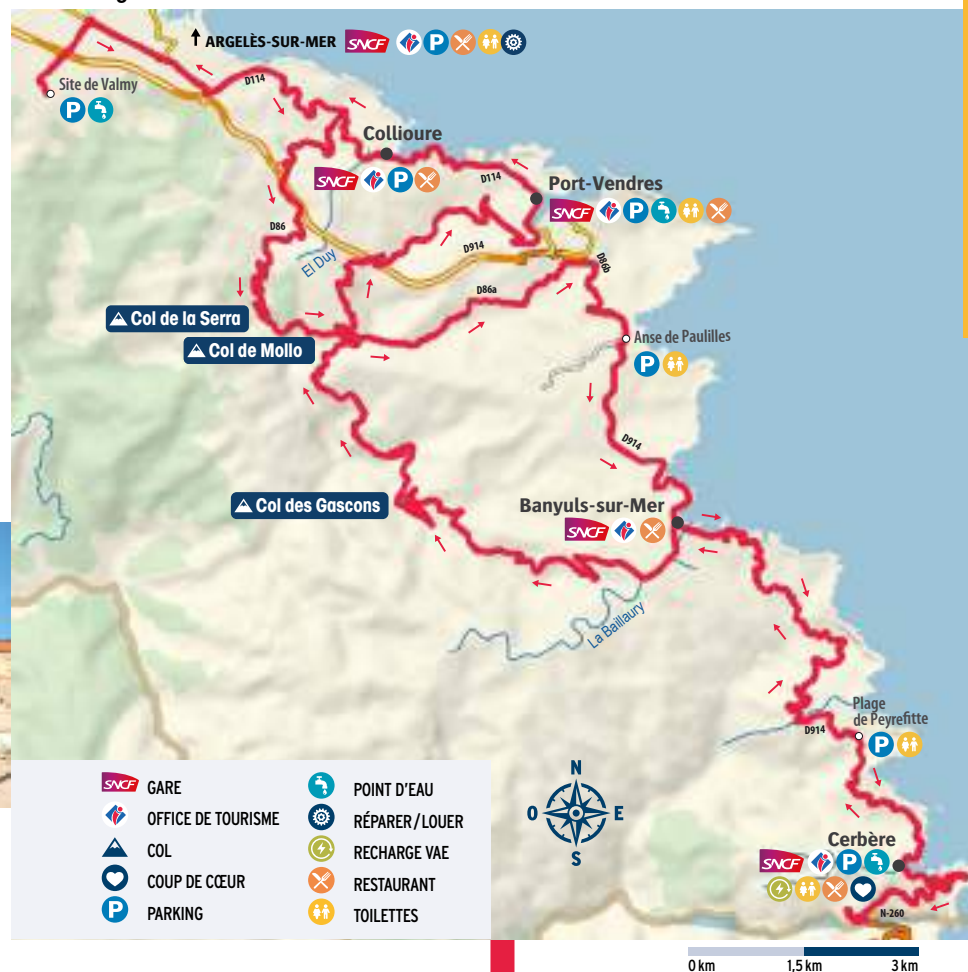 ARGELÈS-SUR-MER SNCF P
Site de Valmy
P
D114
Collioure
SNCF P
D114
Port-Vendres
SNCF P
D86
El Duy
D914
D86b
D86a
Col de la Serra
Col de Mollo
Anse de Paulilles
P
D914
Col des Gascons
Banyuls-sur-Mer
SNCF
La Baillaury
Plage
de Peyrefitte
P
D914
Cerbère
SNCF P
N-260
N
O E
S
SNCF GARE
OFFICE DE TOURISME
COL
COUP DE CŒUR
P PARKING
POINT D'EAU
RÉPARER/LOUER
RECHARGE VAE
RESTAURANT
TOILETTES
0 km 1,5 km 3 km